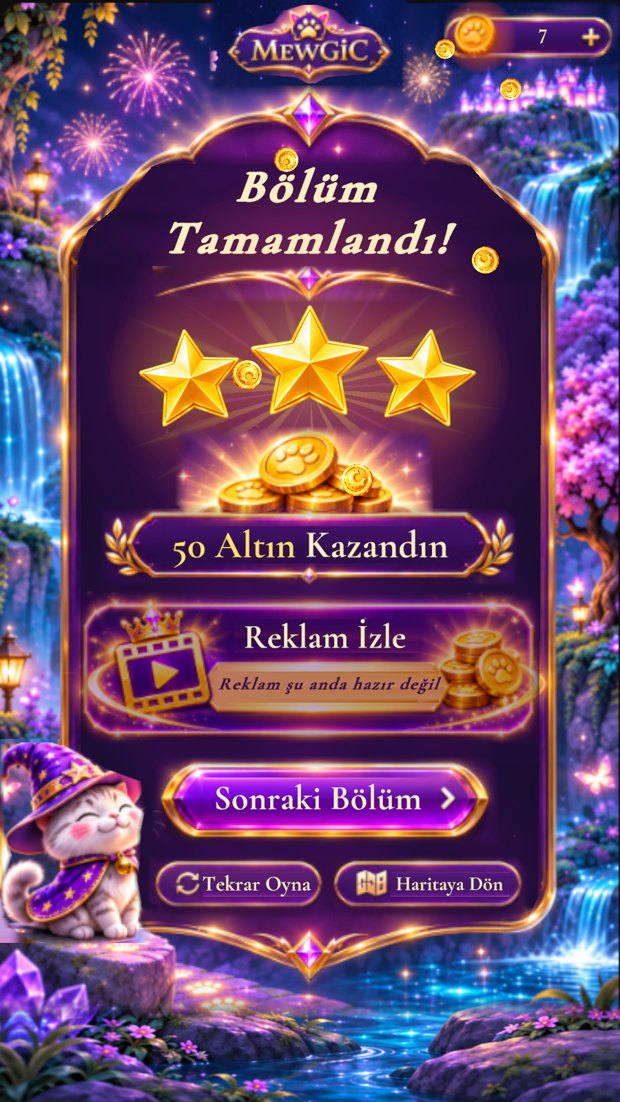 MEWGIC
7 +
Bölüm
Tamamlandı!
50 Altın Kazandın
Reklam İzle
Reklam şu anda hazır değil
Sonraki Bölüm
Tekrar Oyna
Haritaya Dön